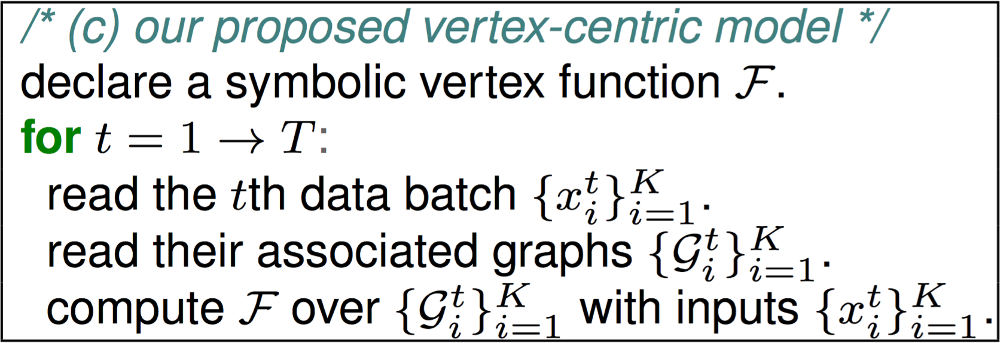 /* (c) our proposed vertex-centric model */
declare a symbolic vertex function $\mathcal{F}$.
for $t = 1 \rightarrow T$:
read the $t$th data batch $\{x_i^t\}_{i=1}^K$.
read their associated graphs $\{\mathcal{G}_i^t\}_{i=1}^K$.
compute $\mathcal{F}$ over $\{\mathcal{G}_i^t\}_{i=1}^K$ with inputs $\{x_i^t\}_{i=1}^K$.